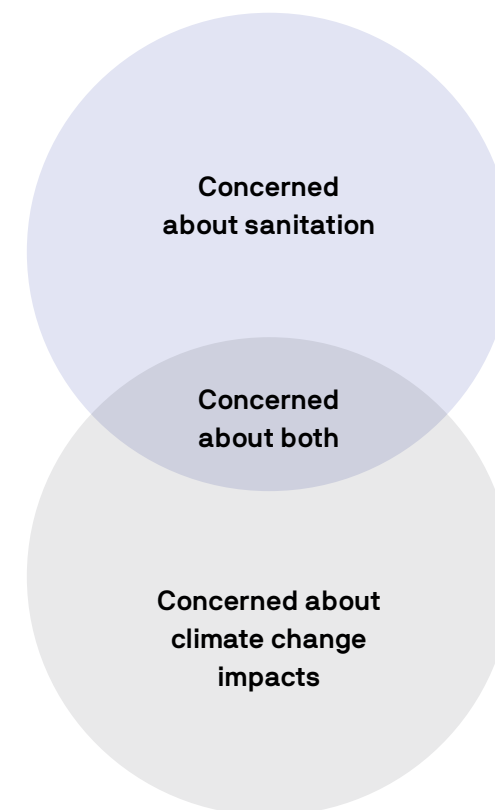 Concerned
about sanitation
Concerned
about both
Concerned about
climate change
impacts